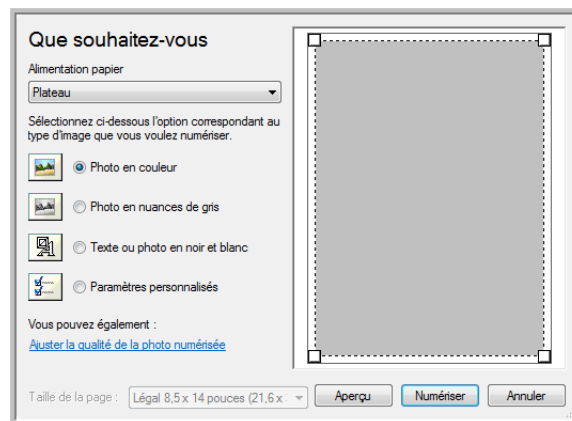 Que souhaitez-vous
Alimentation papier
Plateau
Sélectionnez ci-dessous l'option correspondant au
type d'image que vous voulez numériser.
Photo en couleur
Photo en nuances de gris
Texte ou photo en noir et blanc
Paramètres personnalisés
Vous pouvez également :
Ajuster la qualité de la photo numérisée
Taille de la page :
Légal 8,5 x 14 pouces (21,6 x
Aperçu
Numériser
Annuler